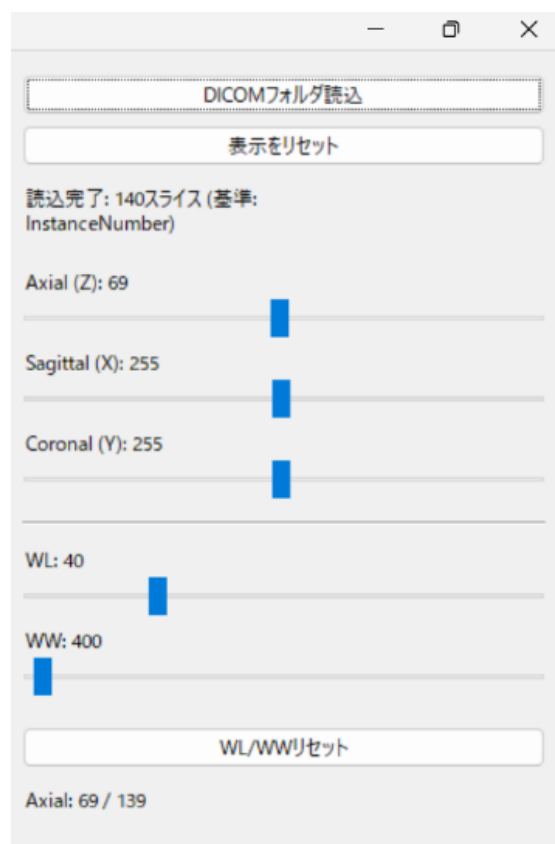 DICOMフォルダ読込
表示をリセット
読込完了: 140スライス (基準:
InstanceNumber)
Axial (Z): 69
Sagittal (X): 255
Coronal (Y): 255
WL: 40
WW: 400
WL/WWリセット
Axial: 69 / 139